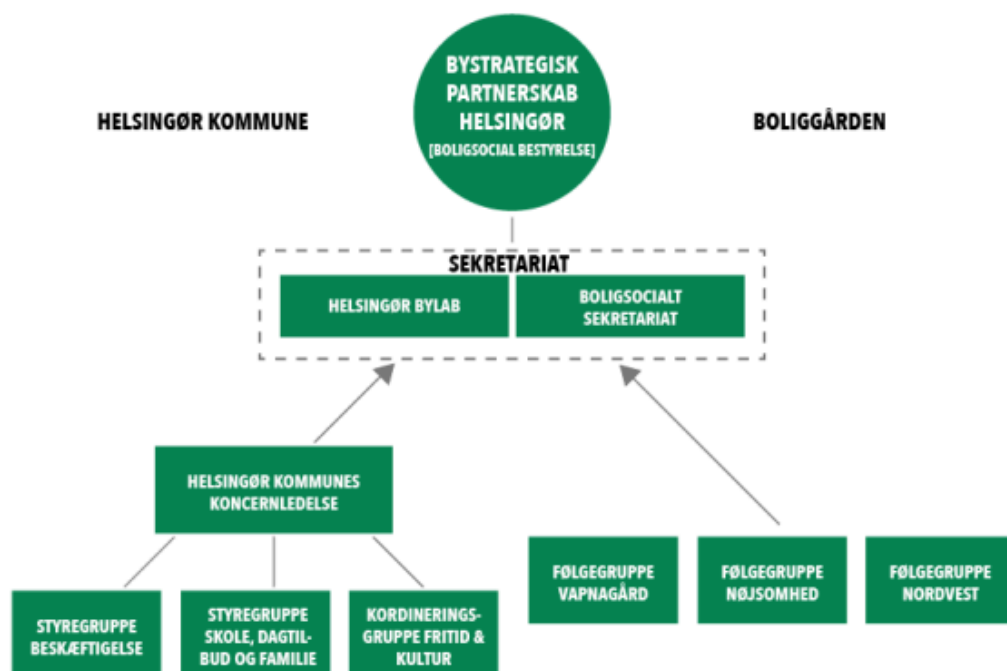 BYSTRATEGISK
PARTNERSKAB
HELSINGØR
[BOLIGSOCIAL BESTYRELSE]
HELSINGØR KOMMUNE
BOLIGGÅRDEN
SEKRETARIAT
HELSINGØR BYLAB
BOLIGSOCIALT
SEKRETARIAT
HELSINGØR KOMMUNES
KONCERNLEDELSE
STYREGRUPPE
BESKÆFTIGELSE
STYREGRUPPE
SKOLE, DAGTIL-
BUD OG FAMILIE
KORDINERINGS-
GRUPPE FRITID &
KULTUR
FØLGEGRUPPE
VAPNAGÅRD
FØLGEGRUPPE
NØJSOMHED
FØLGEGRUPPE
NORDVEST